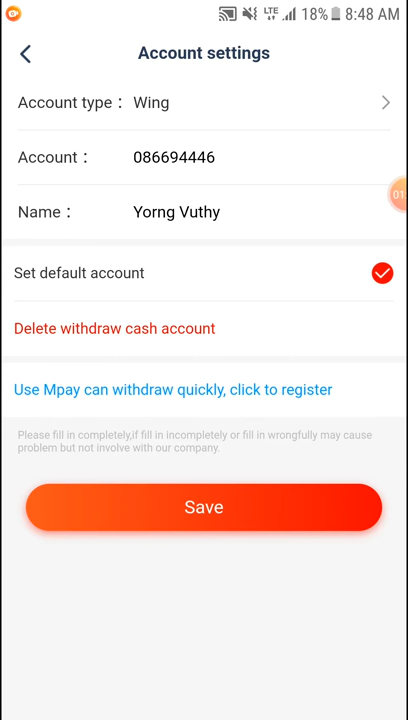 18% 8:48 AM
LTE
Account settings
Account type : Wing
Account : 086694446
01
Name : Yorng Vuthy
Set default account
Delete withdraw cash account
Use Mpay can withdraw quickly, click to register
Please fill in completely,if fill in incompletely or fill in wrongfully may cause
problem but not involve with our company.
Save